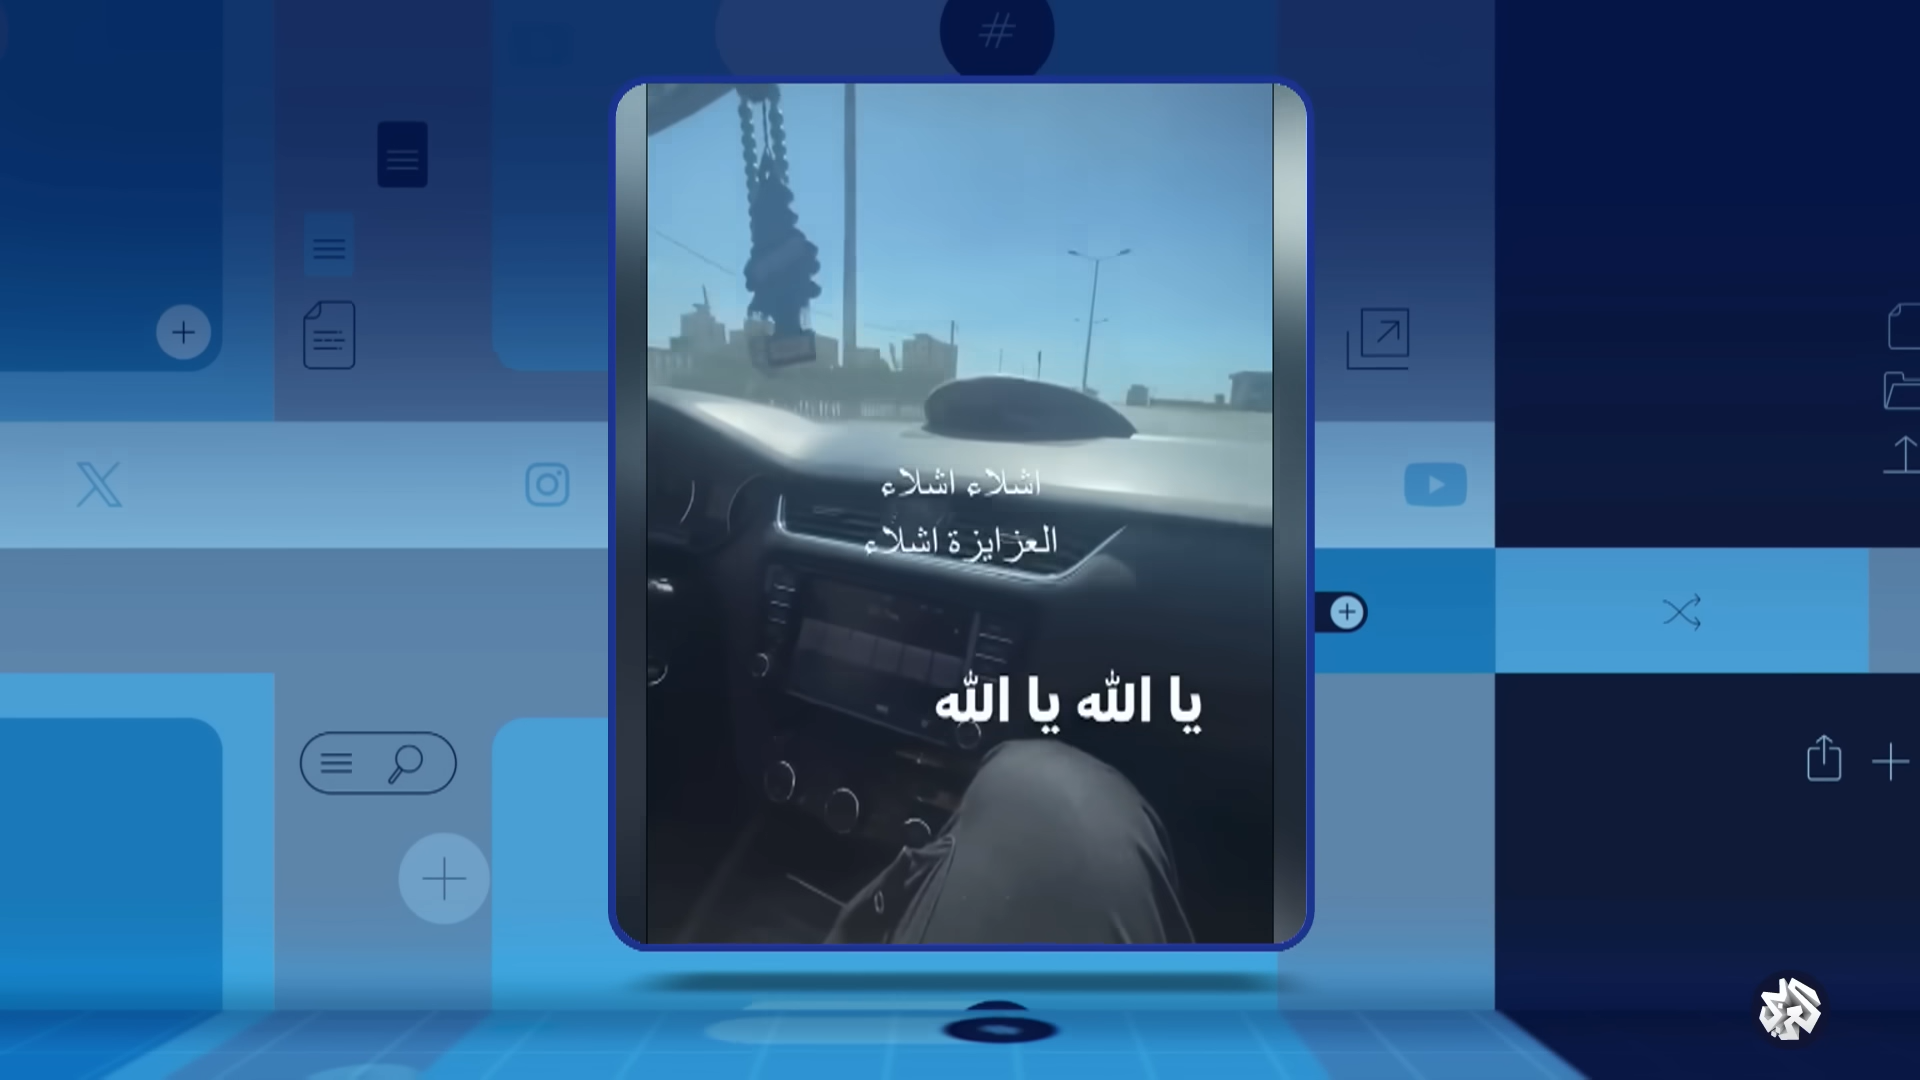 #
اشلاء اشلاء
العزايزة اشلاء
يا الله يا الله